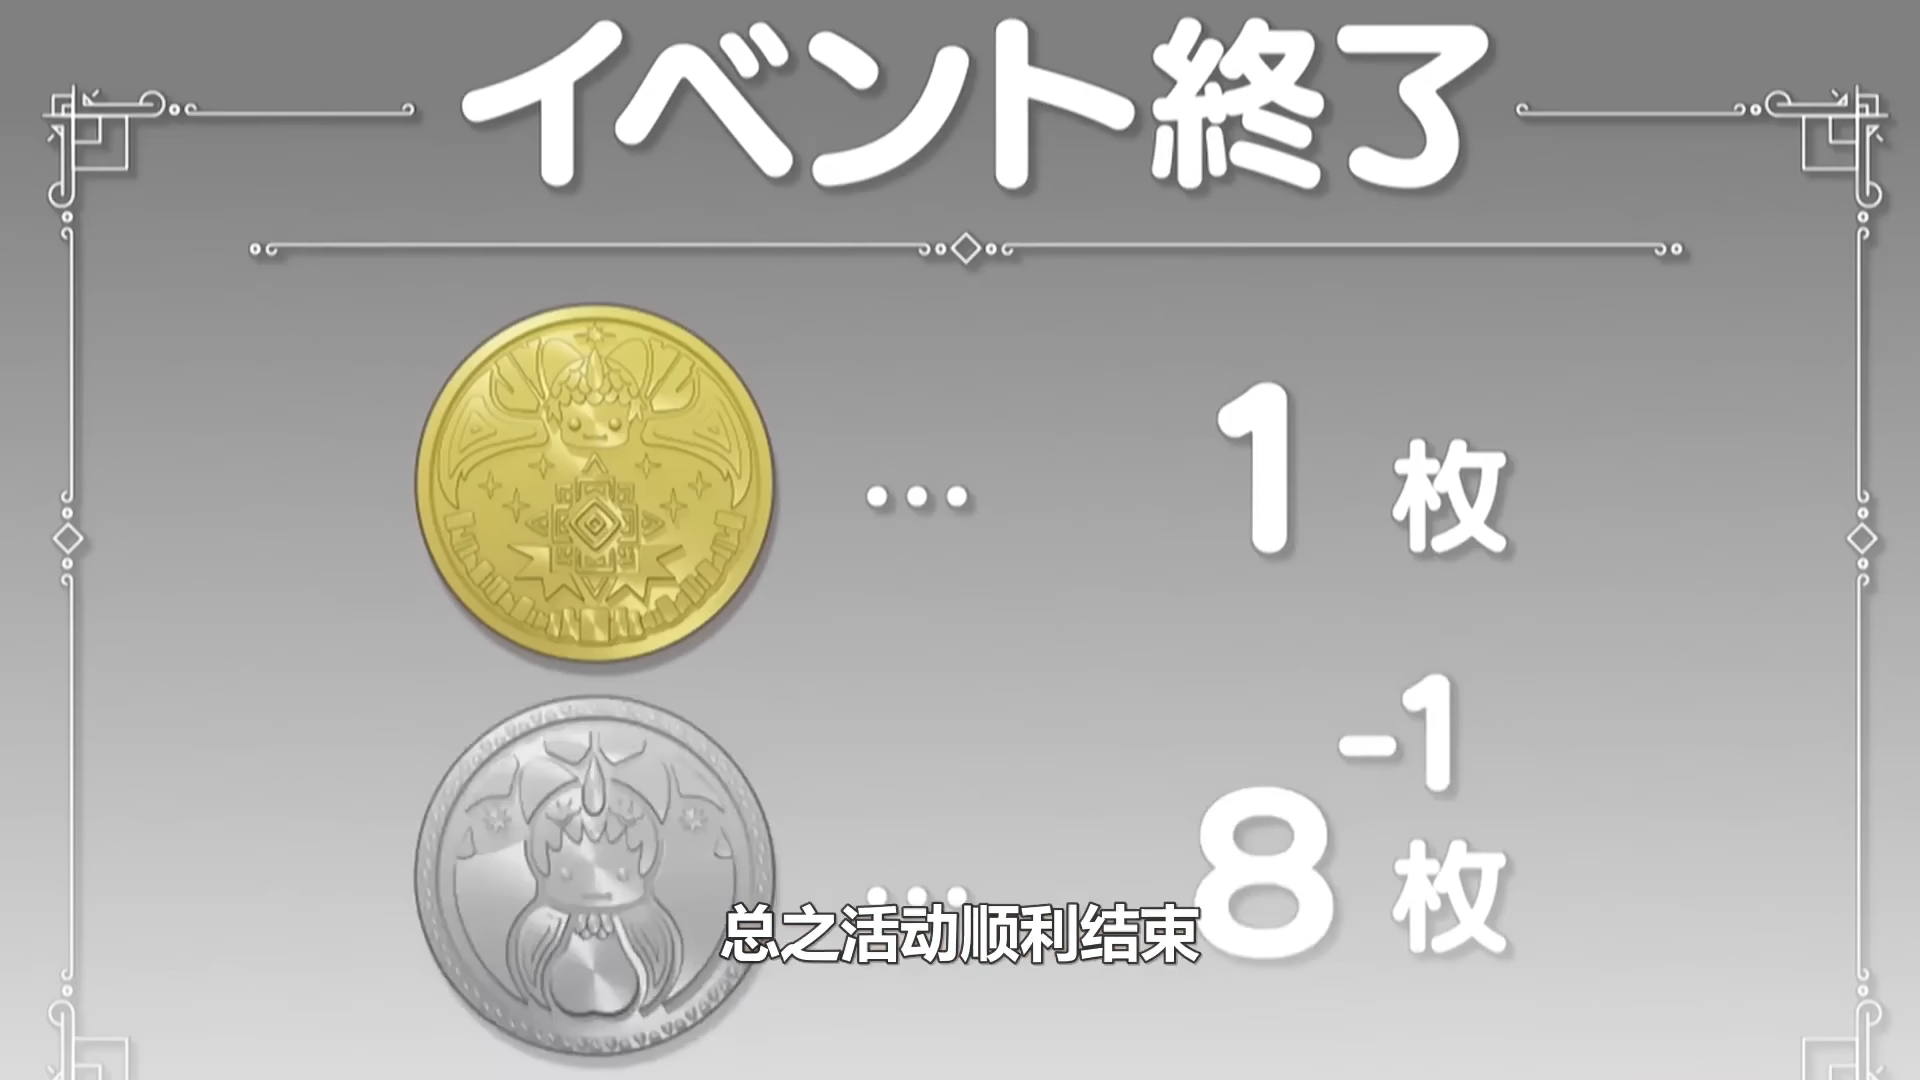 イベント終了
… 1枚
-1
… 8枚
总之活动顺利结束